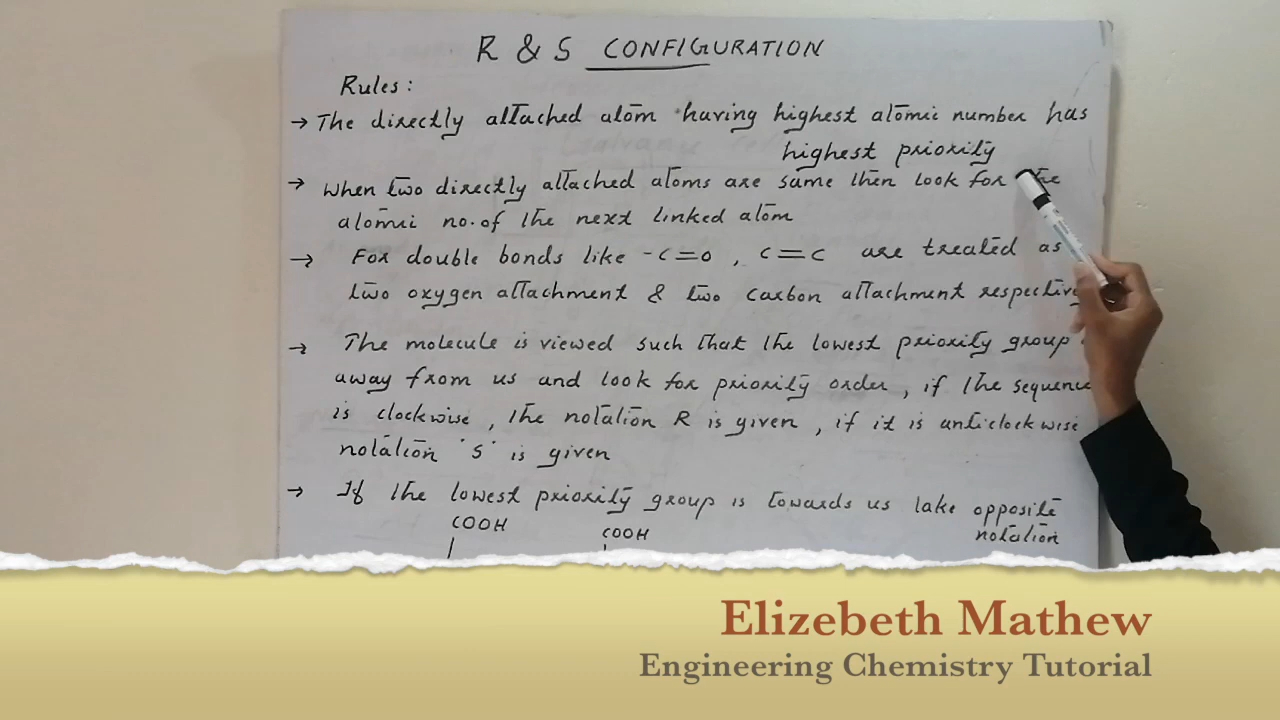 R & S CONFIGURATION
Rules:
→ The directly attached atom having highest atomic number has
highest priority
→ when two directly attached atoms are same then look for the
atomic no. of the next linked atom
→ For double bonds like -C=O, C=C are treated as
two oxygen attachment & two carbon attachment
→ The molecule is viewed such that the lowest priority group
away from us and look for priority order, if the sequence
is clockwise, the notation R is given, if it is anticlockwise
notation 'S' is given
→ If the lowest priority group is towards us take opposite
notation
COOH COOH
Elizebeth Mathew
Engineering Chemistry Tutorial